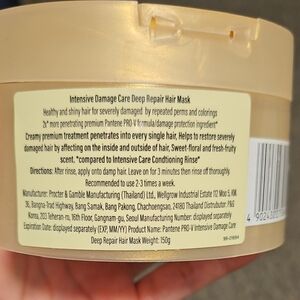 Intensive Damage Care Deep Repair Hair Mask
Healthy and shiny hair for severely damaged by repeated perms and colorings
2x* more penetrating premium Pantene PRO-V formula(damage protection ingredient*
Creamy premium treatment penetrates into every single hair, Helps to restore severely
damaged hair by affecting on the inside and outside of hair, Sweet-floral and fresh-fruity
scent. *compared to Intensive Care Condtioning Rinse*
Directions: After rinse, apply onto damp hair. Leave on for 3 minutes then rinse off thoroughly.
Recommended to use 2-3 times a week.
Manufacturer: Procter & Gamble Manufacturing (Thailand) Ltd., Wellgrow Industrial Estate 112 Moo 5, KM.
36, Bangna-Trad Highway, Bang Samak, Bang Pakong, Chachoengsao, 24180 Thailand Distrubutor: P&G
Korea, 203 Teheran-ro, 16th Floor, Gangnam-gu, Seoul Manufacturing Number: displayed separately
Expiration Date: displayed separately (EXP, MM/YY) Product Name: Pantene PRO-V Intensive Damage Care
Deep Repair Hair Mask Weight: 150g
4 902430